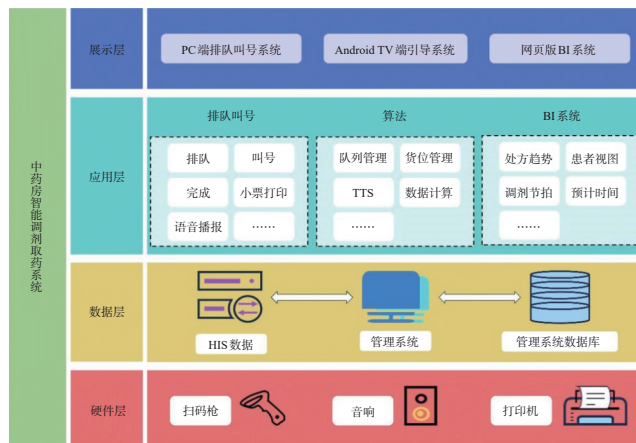 中药房智能调剂取药系统
展示层
PC端排队叫号系统
Android TV端引导系统
网页版BI系统
应用层
排队叫号
算法
BI系统
排队
叫号
完成
小票打印
语音播报
……
队列管理
货位管理
TTS
数据计算
……
处方趋势
患者视图
调剂节拍
预计时间
……
数据层
HIS数据
管理系统
管理系统数据库
硬件层
扫码枪
音响
打印机